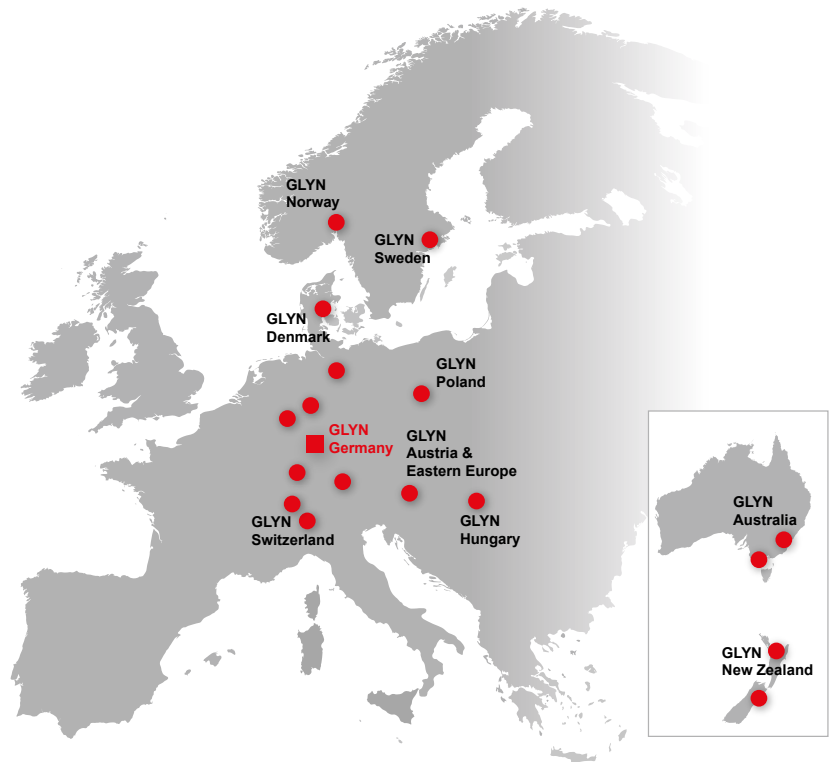 GLYN
Norway
GLYN
Sweden
GLYN
Denmark
GLYN
Poland
GLYN
Germany
GLYN
Austria &
Eastern Europe
GLYN
Switzerland
GLYN
Hungary
GLYN
Australia
GLYN
New Zealand